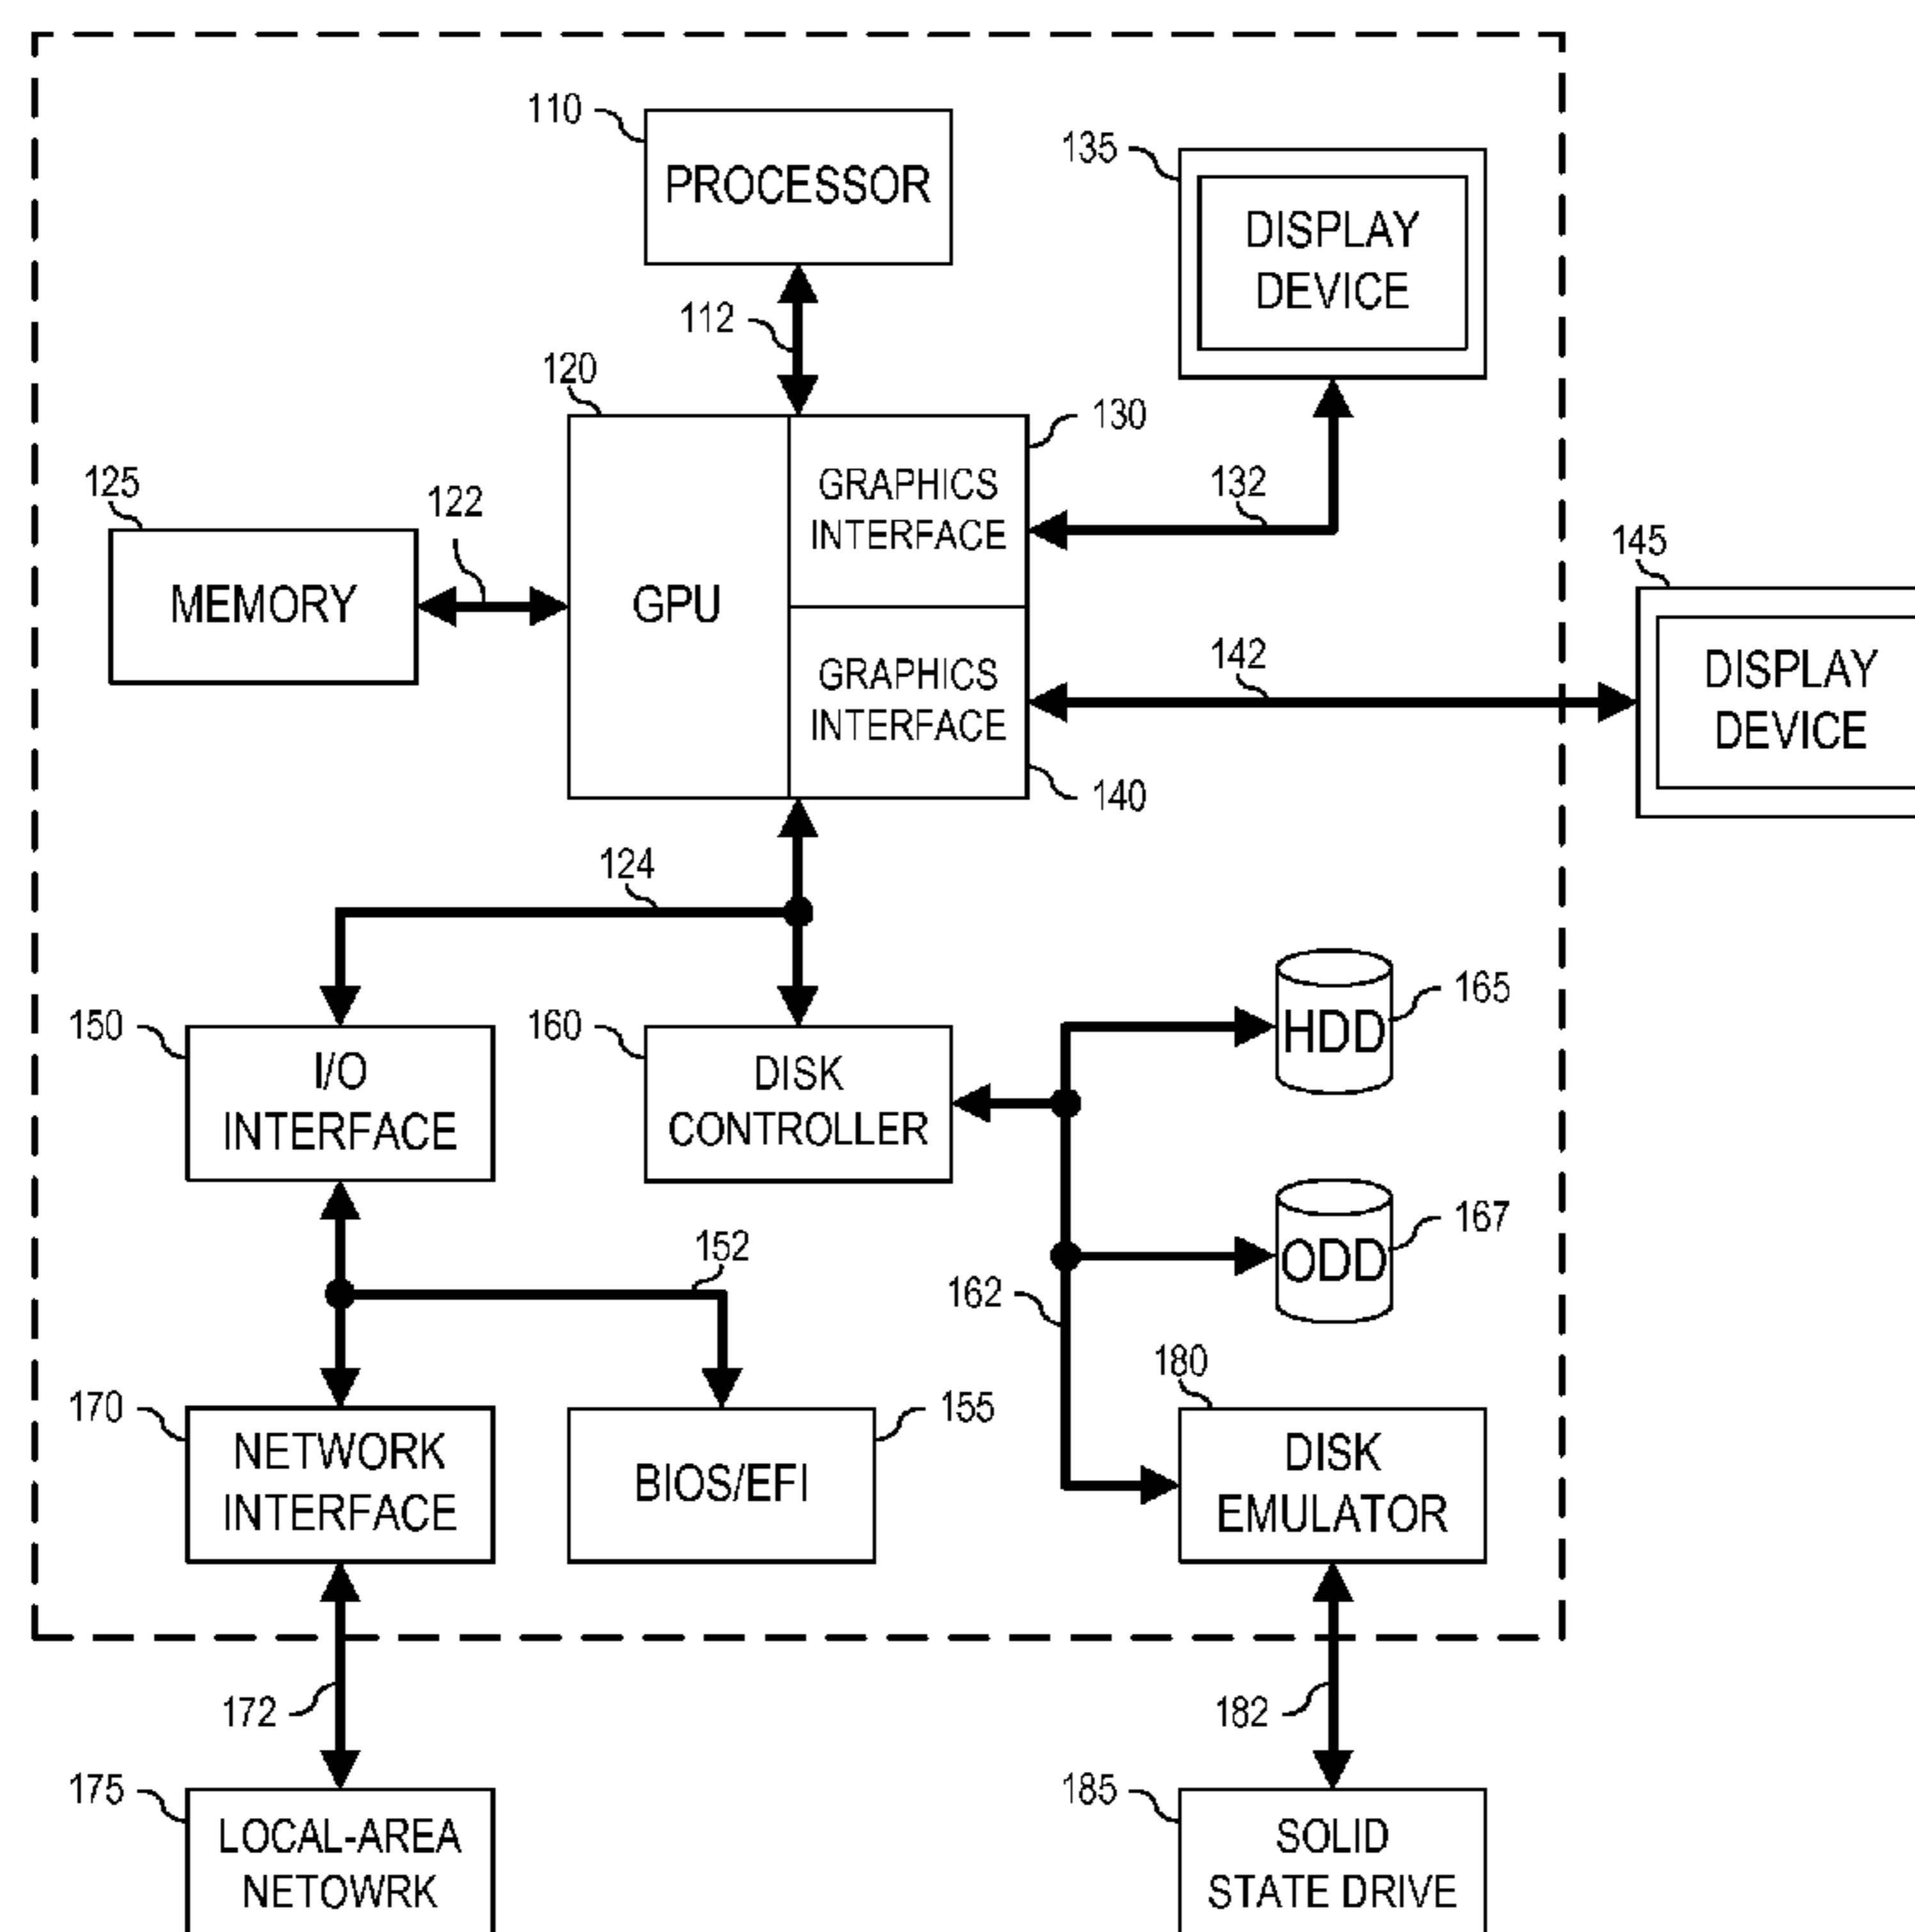 110
PROCESSOR
135
DISPLAY
DEVICE
112
120
130
GRAPHICS
INTERFACE
132
125
122
MEMORY
GPU
145
DISPLAY
DEVICE
142
GRAPHICS
INTERFACE
140
124
150
I/O
INTERFACE
160
DISK
CONTROLLER
HDD
165
152
162
ODD
167
170
NETWORK
INTERFACE
BIOS/EFI
155
180
DISK
EMULATOR
172
182
175
LOCAL-AREA
NETOWRK
185
SOLID
STATE DRIVE